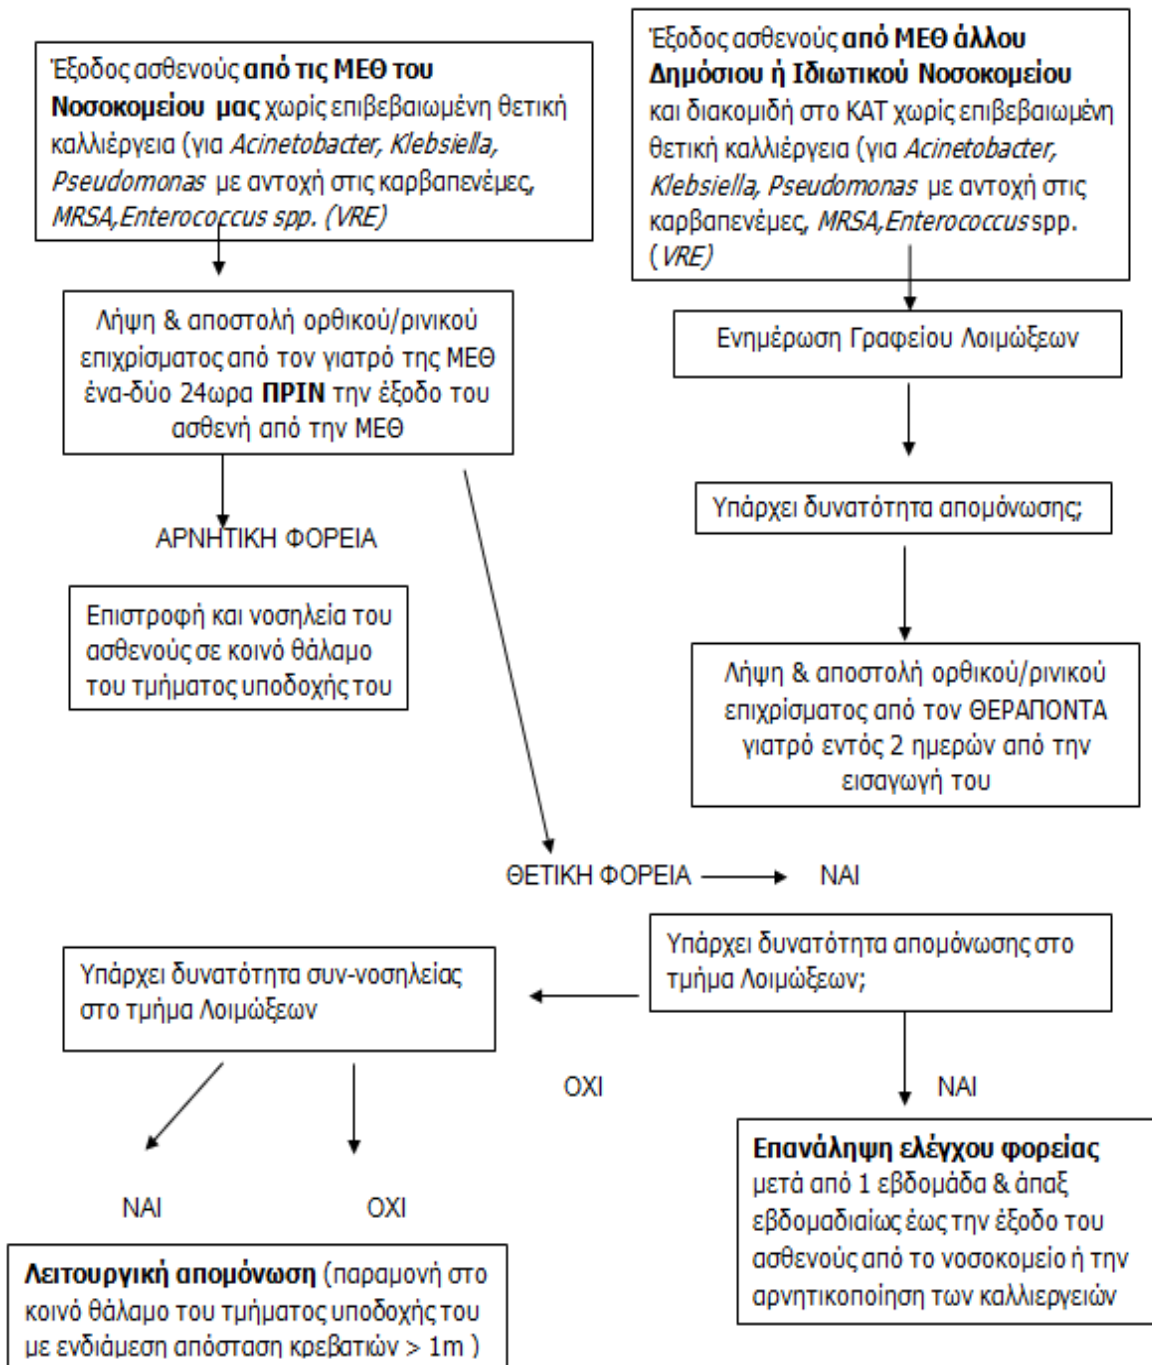 Έξοδος ασθενούς από τις ΜΕΘ του
Νοσοκομείου μας χωρίς επιβεβαιωμένη θετική
καλλιέργεια (για Acinetobacter, Klebsiella,
Pseudomonas με αντοχή στις καρβαπενέμες,
MRSA,Enterococcus spp. (VRE)
Έξοδος ασθενούς από ΜΕΘ άλλου
Δημόσιου ή Ιδιωτικού Νοσοκομείου
και διακομιδή στο ΚΑΤ χωρίς επιβεβαιωμένη
θετική καλλιέργεια (για Acinetobacter,
Klebsiella, Pseudomonas με αντοχή στις
καρβαπενέμες, MRSA,Enterococcus spp.
(VRE)
Λήψη & αποστολή ορθικού/ρινικού
επιχρίσματος από τον γιατρό της ΜΕΘ
ένα-δύο 24ωρα ΠΡΙΝ την έξοδο του
ασθενή από την ΜΕΘ
Ενημέρωση Γραφείου Λοιμώξεων
Υπάρχει δυνατότητα απομόνωσης;
ΑΡΝΗΤΙΚΗ ΦΟΡΕΙΑ
Επιστροφή και νοσηλεία του
ασθενούς σε κοινό θάλαμο
του τμήματος υποδοχής του
Λήψη & αποστολή ορθικού/ρινικού
επιχρίσματος από τον ΘΕΡΑΠΟΝΤΑ
γιατρό εντός 2 ημερών από την
εισαγωγή του
ΘΕΤΙΚΗ ΦΟΡΕΙΑ
ΝΑΙ
Υπάρχει δυνατότητα απομόνωσης στο
τμήμα Λοιμώξεων;
Υπάρχει δυνατότητα συν-νοσηλείας
στο τμήμα Λοιμώξεων
ΟΧΙ
ΝΑΙ
ΝΑΙ
ΟΧΙ
Επανάληψη ελέγχου φορείας
μετά από 1 εβδομάδα & άπαξ
εβδομαδιαίως έως την έξοδο του
ασθενούς από το νοσοκομείο ή την
αρνητικοποίηση των καλλιεργειών
Λειτουργική απομόνωση (παραμονή στο
κοινό θάλαμο του τμήματος υποδοχής του
με ενδιάμεση απόσταση κρεβατιών > 1m )